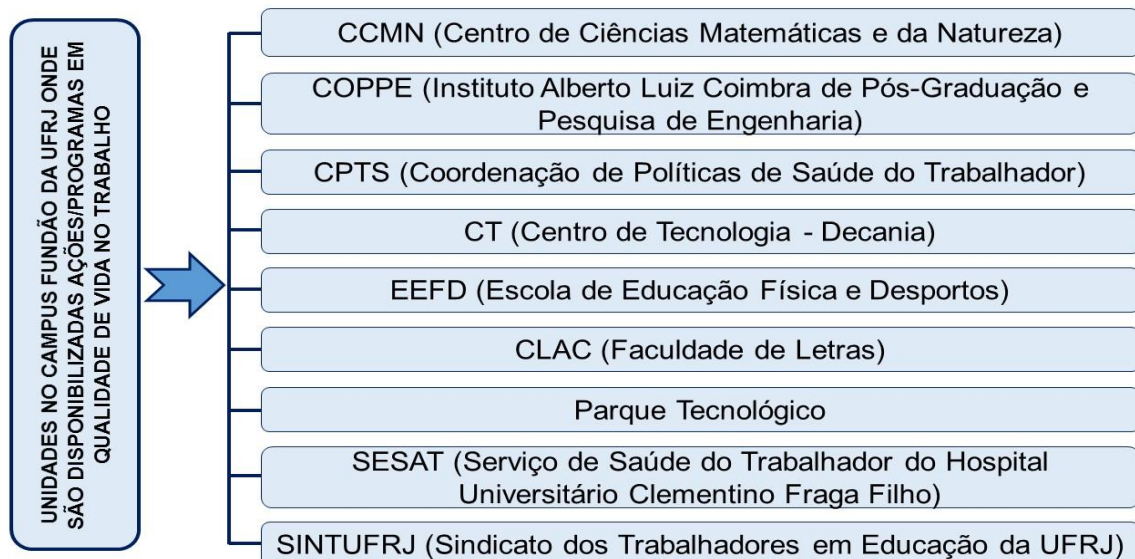 UNIDADES NO CAMPUS FUNDÃO DA UFRJ ONDE
SÃO DISPONIBILIZADAS AÇÕES/PROGRAMAS EM
QUALIDADE DE VIDA NO TRABALHO
CCMN (Centro de Ciências Matemáticas e da Natureza)
COPPE (Instituto Alberto Luiz Coimbra de Pós-Graduação e
Pesquisa de Engenharia)
CPTS (Coordenação de Políticas de Saúde do Trabalhador)
CT (Centro de Tecnologia - Decania)
EEFD (Escola de Educação Física e Desportos)
CLAC (Faculdade de Letras)
Parque Tecnológico
SESAT (Serviço de Saúde do Trabalhador do Hospital
Universitário Clementino Fraga Filho)
SINTUFRJ (Sindicato dos Trabalhadores em Educação da UFRJ)